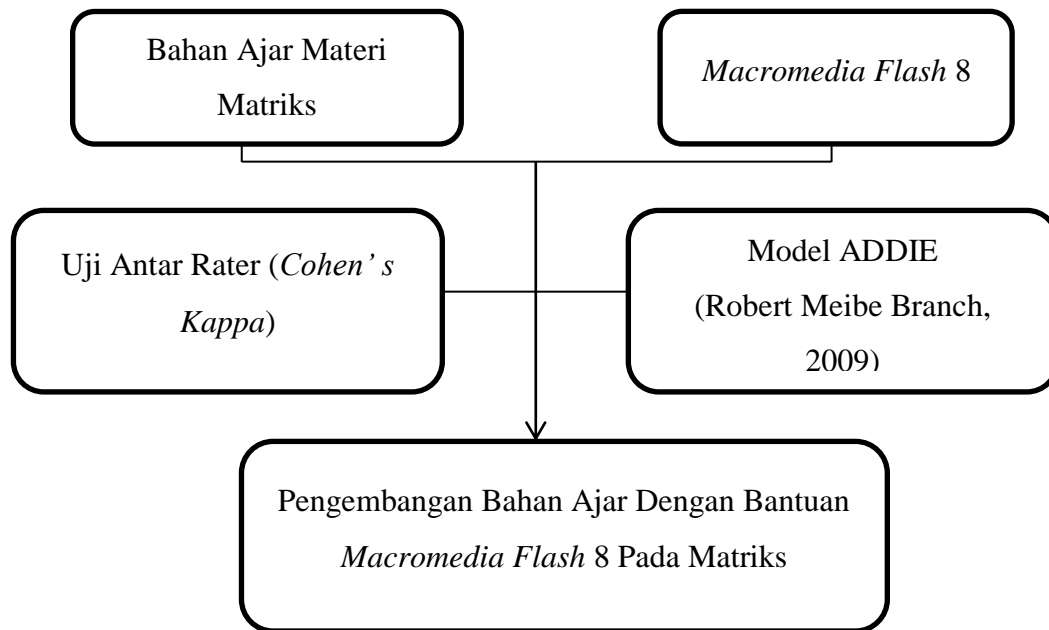 Bahan Ajar Materi
Matriks
Macromedia Flash 8
Uji Antar Rater (Cohen’ s
Kappa)
Model ADDIE
(Robert Meibe Branch,
2009)
Pengembangan Bahan Ajar Dengan Bantuan
Macromedia Flash 8 Pada Matriks